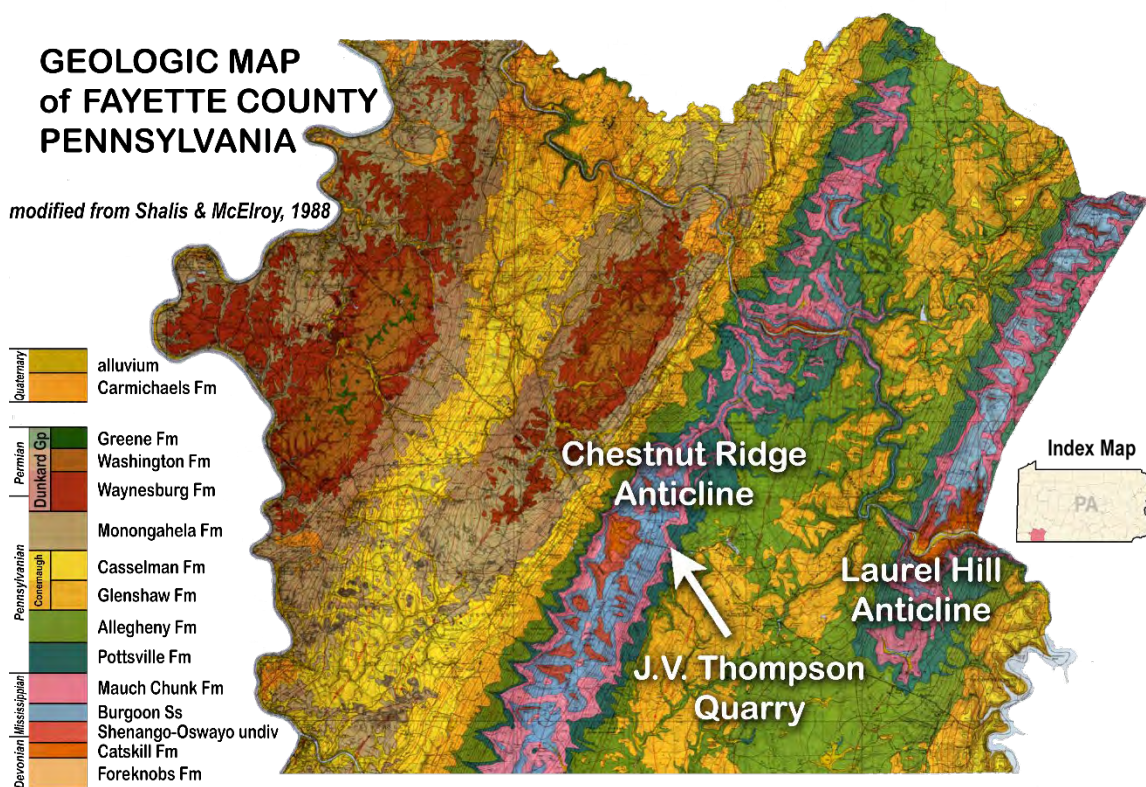 GEOLOGIC MAP
of FAYETTE COUNTY
PENNSYLVANIA
modified from Shalis & McElroy, 1988
Quaternary
alluvium
Carmichaels Fm
Permian
Dunkard Gp
Greene Fm
Washington Fm
Waynesburg Fm
Pennsylvanian
Monongahela Fm
Conemaugh
Casselman Fm
Glenshaw Fm
Allegheny Fm
Pottsville Fm
Mississippian
Mauch Chunk Fm
Burgoon Ss
Shenango-Oswayo undiv
Devonian
Catskill Fm
Foreknobs Fm
Chestnut Ridge
Anticline
J.V. Thompson
Quarry
Laurel Hill
Anticline
Index Map
PA